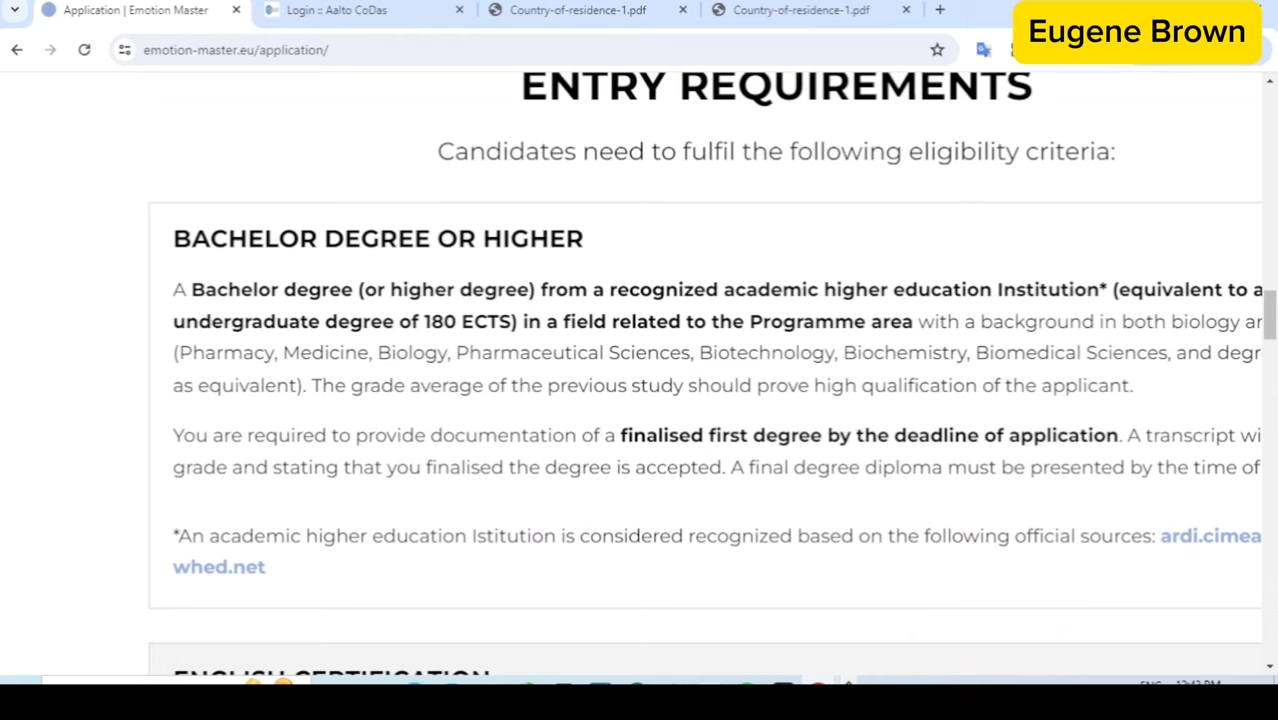 Application | Emotion Master
Login :: Aalto CoDas
Country-of-residence-1.pdf
Country-of-residence-1.pdf
Eugene Brown
emotion-master.eu/application/
ENTRY REQUIREMENTS
Candidates need to fulfil the following eligibility criteria:
BACHELOR DEGREE OR HIGHER
A Bachelor degree (or higher degree) from a recognized academic higher education Institution* (equivalent to a
undergraduate degree of 180 ECTS) in a field related to the Programme area with a background in both biology
(Pharmacy, Medicine, Biology, Pharmaceutical Sciences, Biotechnology, Biochemistry, Biomedical Sciences, and degr
as equivalent). The grade average of the previous study should prove high qualification of the applicant.
You are required to provide documentation of a finalised first degree by the deadline of application. A transcript wi
grade and stating that you finalised the degree is accepted. A final degree diploma must be presented by the time of
*An academic higher education Istitution is considered recognized based on the following official sources: ardi.cimea
whed.net
ENGLISH CERTIFICATION